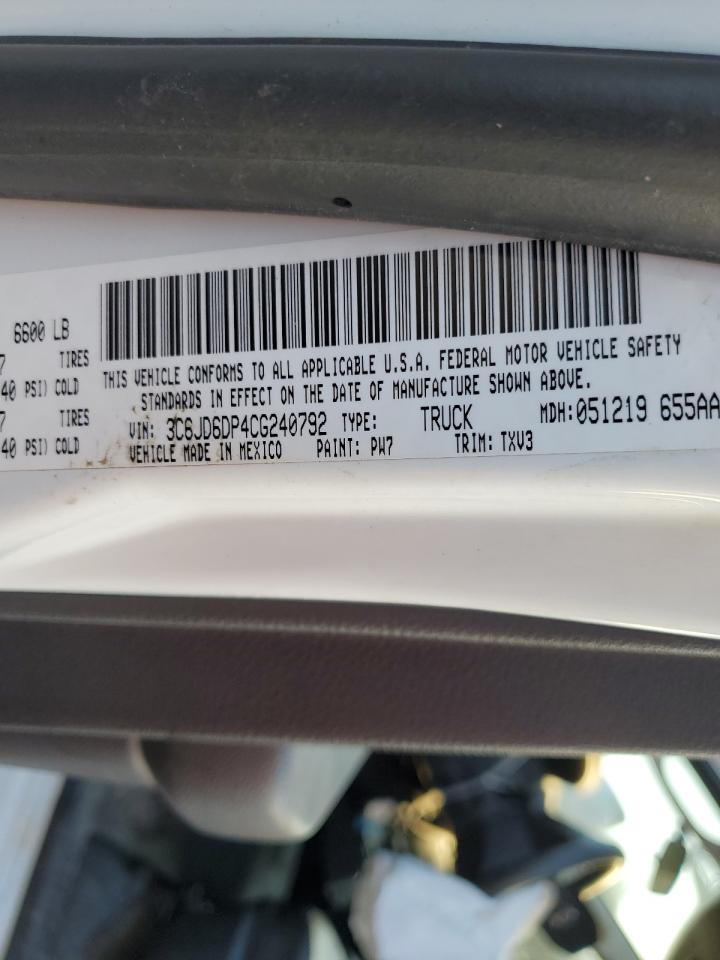 6600 LB
7 TIRES
40 PSI) COLD
7 TIRES
40 PSI) COLD
THIS VEHICLE CONFORMS TO ALL APPLICABLE U.S.A. FEDERAL MOTOR VEHICLE SAFETY
STANDARDS IN EFFECT ON THE DATE OF MANUFACTURE SHOWN ABOVE.
VIN: 3C6JD6DP4CG240792 TYPE: TRUCK MDH:051219 655AA
VEHICLE MADE IN MEXICO PAINT: PW7 TRIM: TXV3